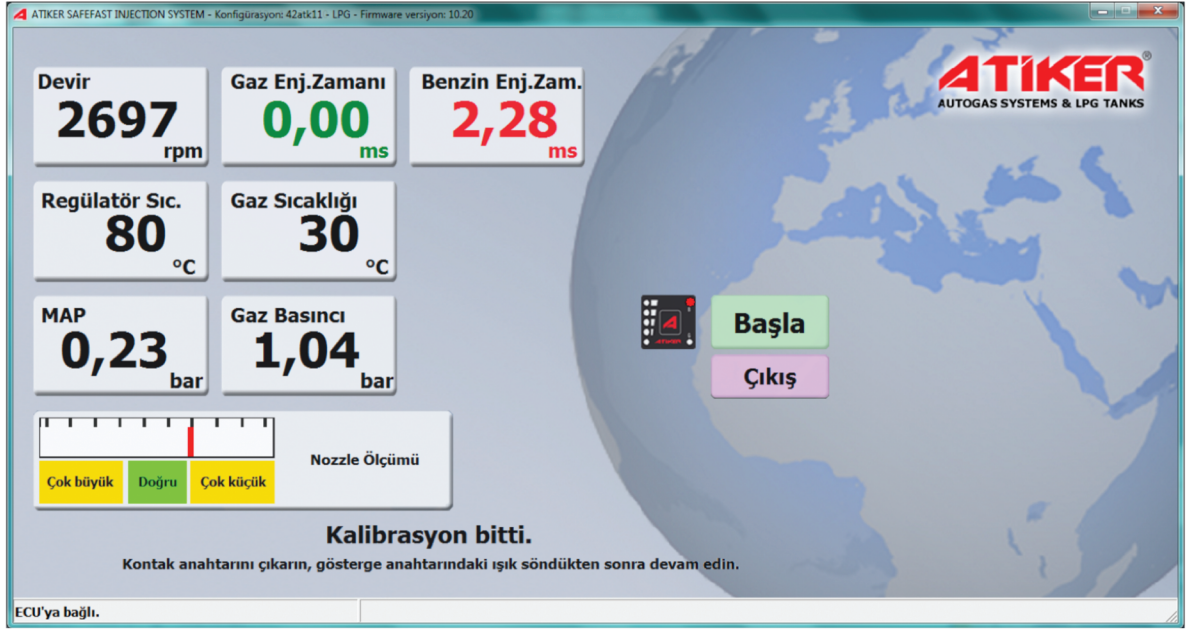 ATIKER SAFEFAST INJECTION SYSTEM - Konfigürasyon: 42atk11 - LPG - Firmware versiyon: 10.20
ATİKER®
AUTOGAS SYSTEMS & LPG TANKS
Devir
2697
rpm
Gaz Enj.Zamanı
0,00
ms
Benzin Enj.Zam.
2,28
ms
Regülatör Sıc.
80
°C
Gaz Sıcaklığı
30
°C
MAP
0,23
bar
Gaz Basıncı
1,04
bar
Başla
Çıkış
Çok büyük
Doğru
Çok küçük
Nozzle Ölçümü
Kalibrasyon bitti.
Kontak anahtarını çıkarın, gösterge anahtarındaki ışık söndükten sonra devam edin.
ECU'ya bağlı.